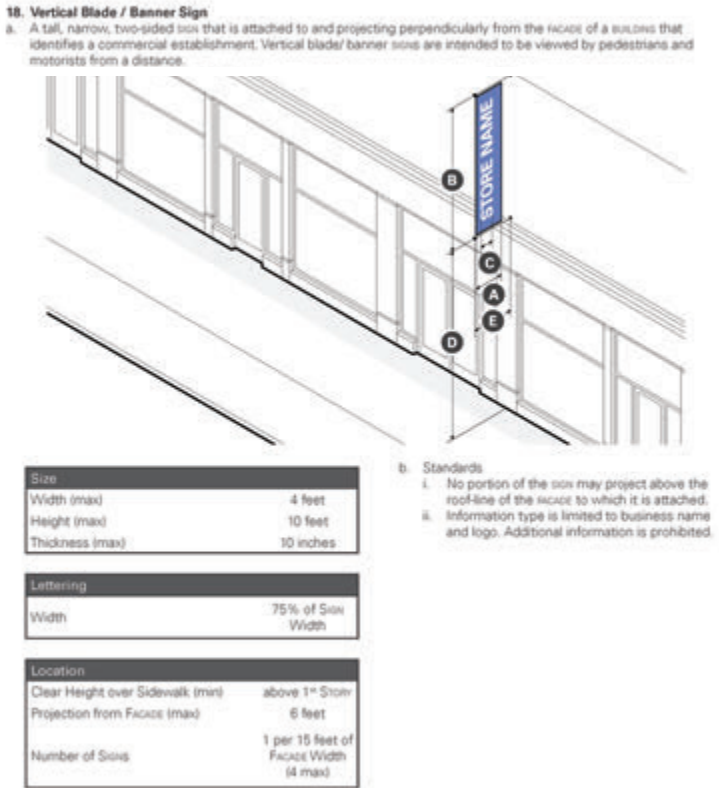 18. Vertical Blade / Banner Sign
a. A tall, narrow, two-sided SIGN that is attached to and projecting perpendicularly from the FACADE of a BUILDING that
identifies a commercial establishment. Vertical blade/ banner SIGNS are intended to be viewed by pedestrians and
motorists from a distance.
STORE NAME
B
C
A
E
D
Size
Width (max) 4 feet
Height (max) 10 feet
Thickness (max) 10 inches
Lettering
Width 75% of SIGN
Width
Location
Clear Height over Sidewalk (min) above 1st STORY
Projection from FACADE (max) 6 feet
Number of SIGNS 1 per 15 feet of
FACADE Width
(4 max)
b. Standards
i. No portion of the SIGN may project above the
roof-line of the FACADE to which it is attached.
ii. Information type is limited to business name
and logo. Additional information is prohibited.